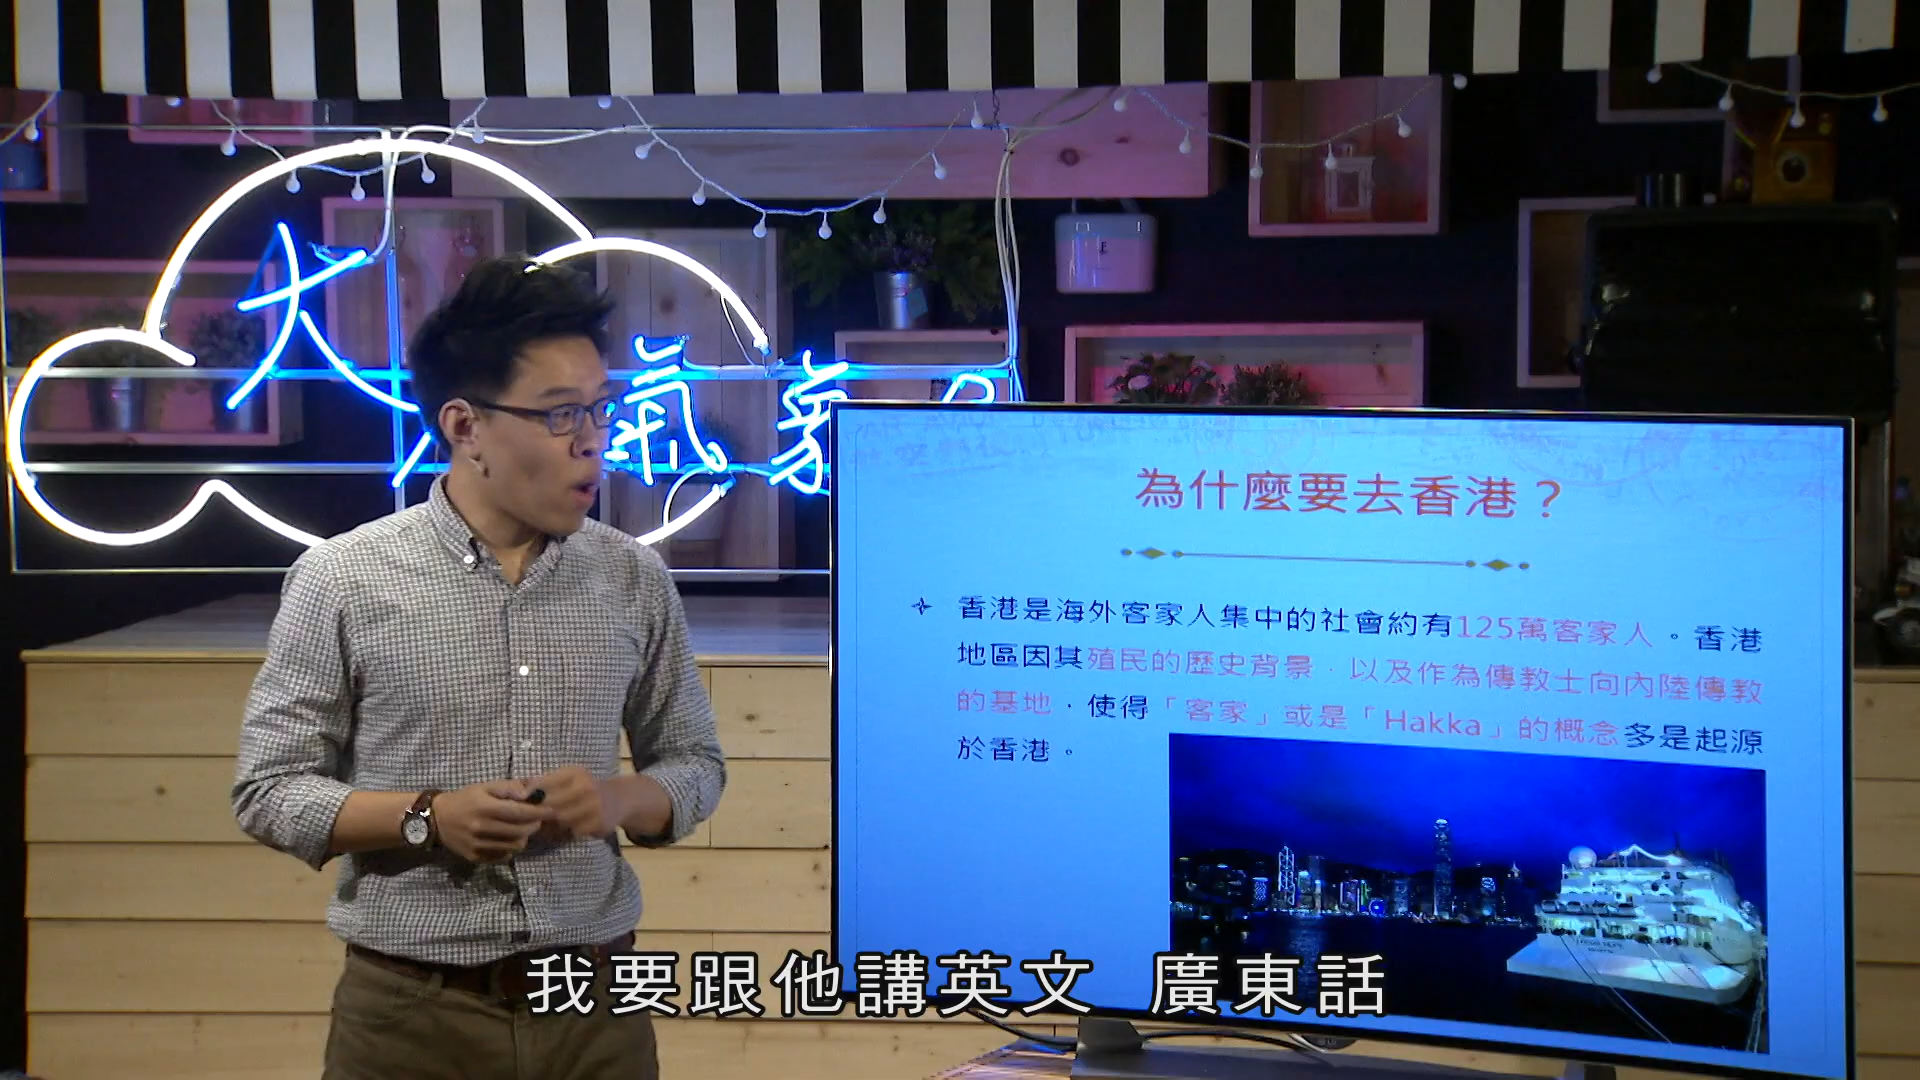 大
氣
象
為什麼要去香港？
香港是海外客家人集中的社會約有125萬客家人。香港
地區因其殖民的歷史背景，以及作為傳教士向內陸傳教
的基地，使得「客家」或是「Hakka」的概念多是起源
於香港。
我要跟他講英文 廣東話